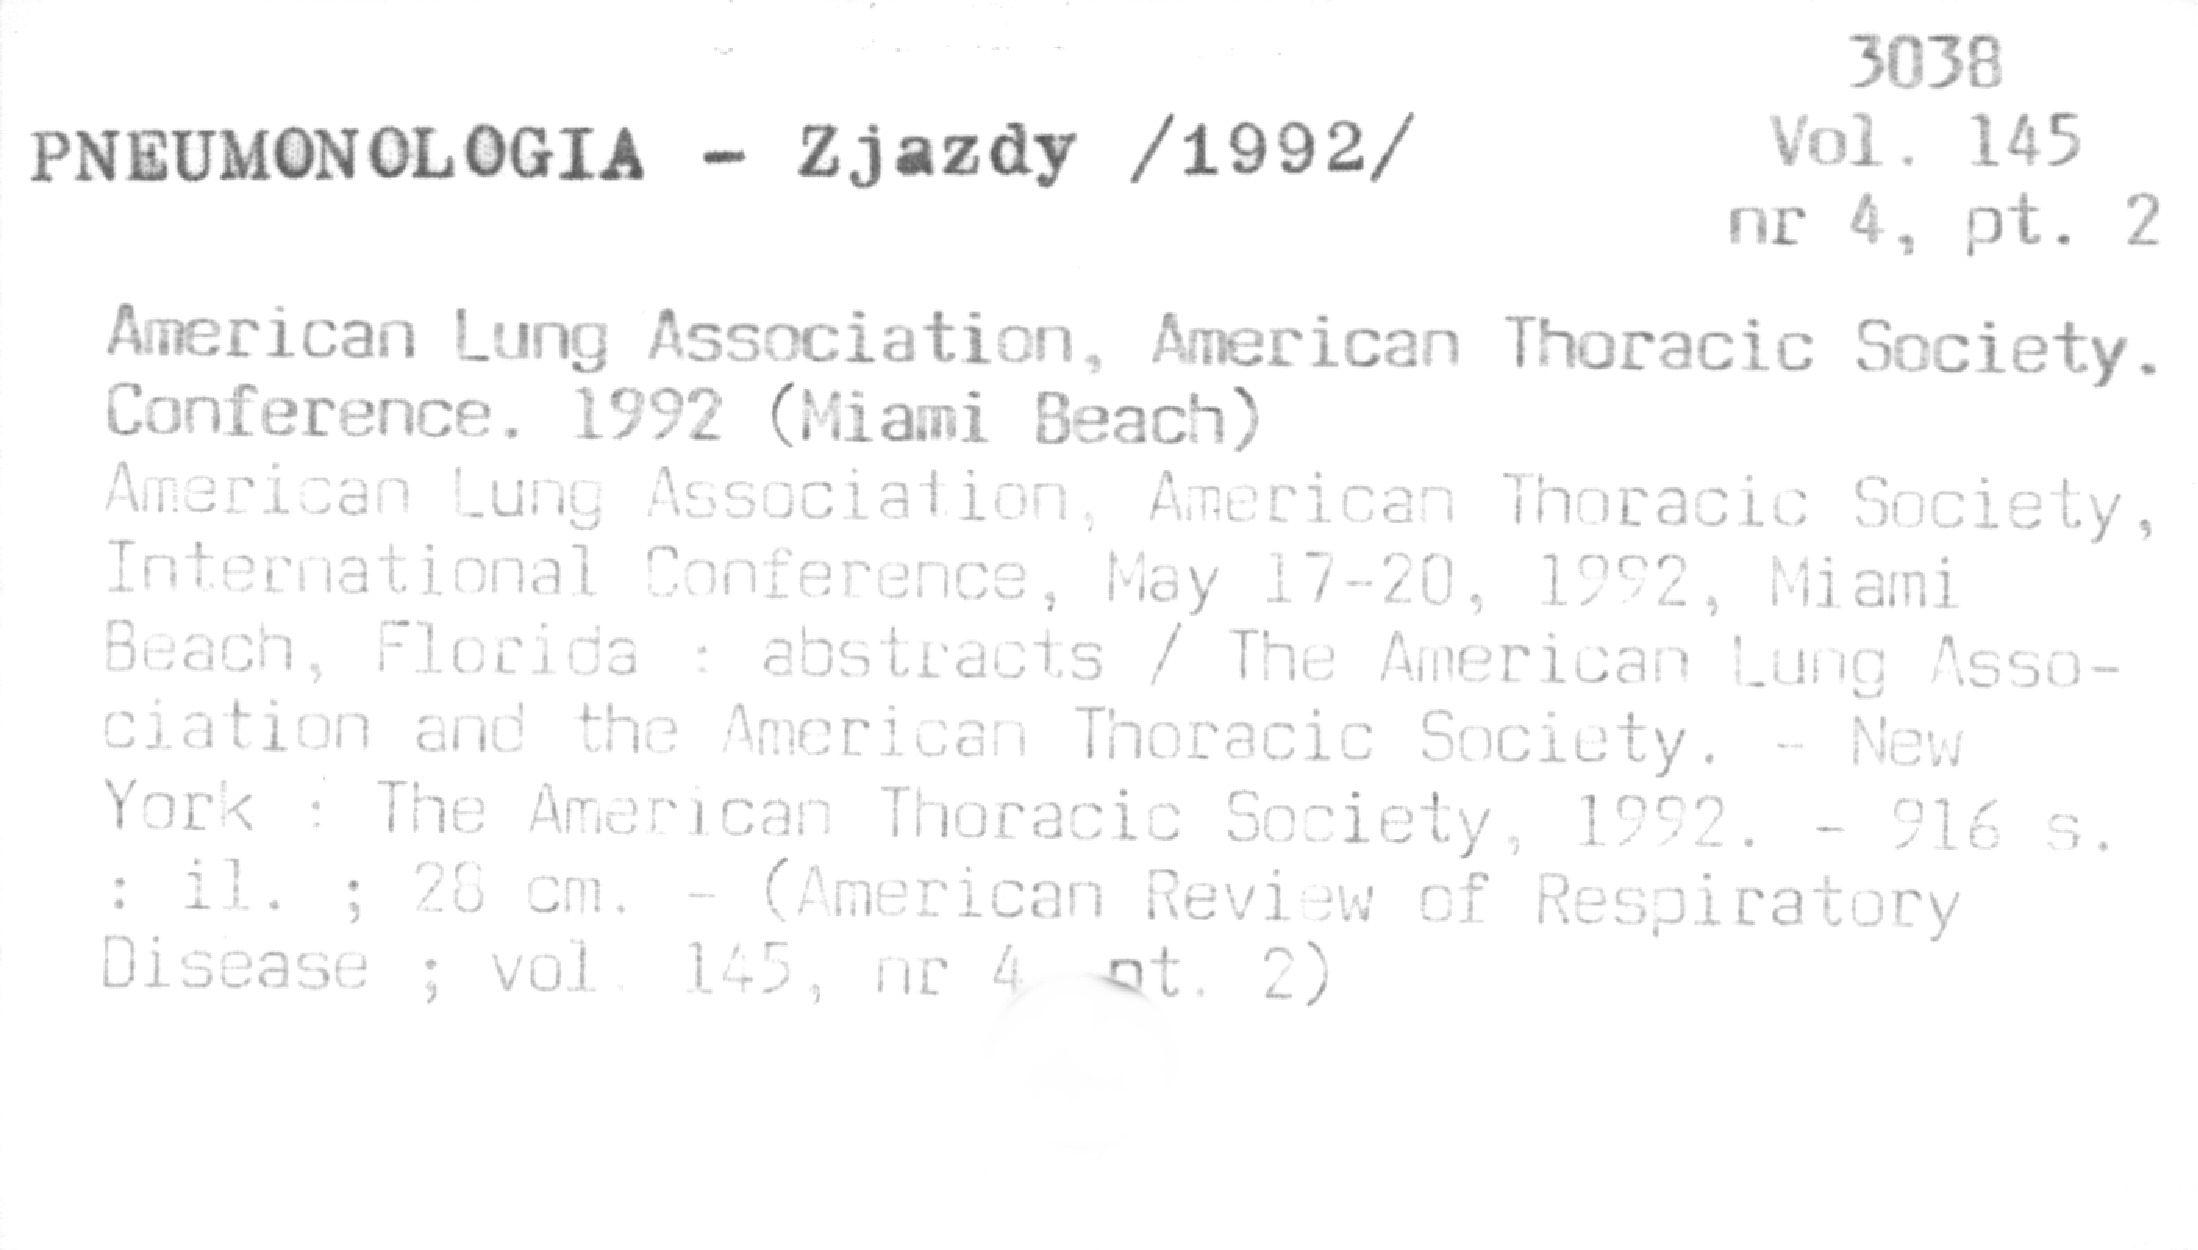 3038
PNEUMONOLOGIA - Zjazdy /1992/
Vol. 145
nr 4, pt. 2
American Lung Association, American Thoracic Society.
Conference. 1992 (Miami Beach)
American Lung Association, American Thoracic Society,
International Conference, May 17-20, 1992, Miami
Beach, Florida : abstracts / The American Lung Asso-
ciation and the American Thoracic Society. - New
York : The American Thoracic Society, 1992. - 916 s.
: il. ; 28 cm. - (American Review of Respiratory
Disease ; vol. 145, nr 4 pt. 2)